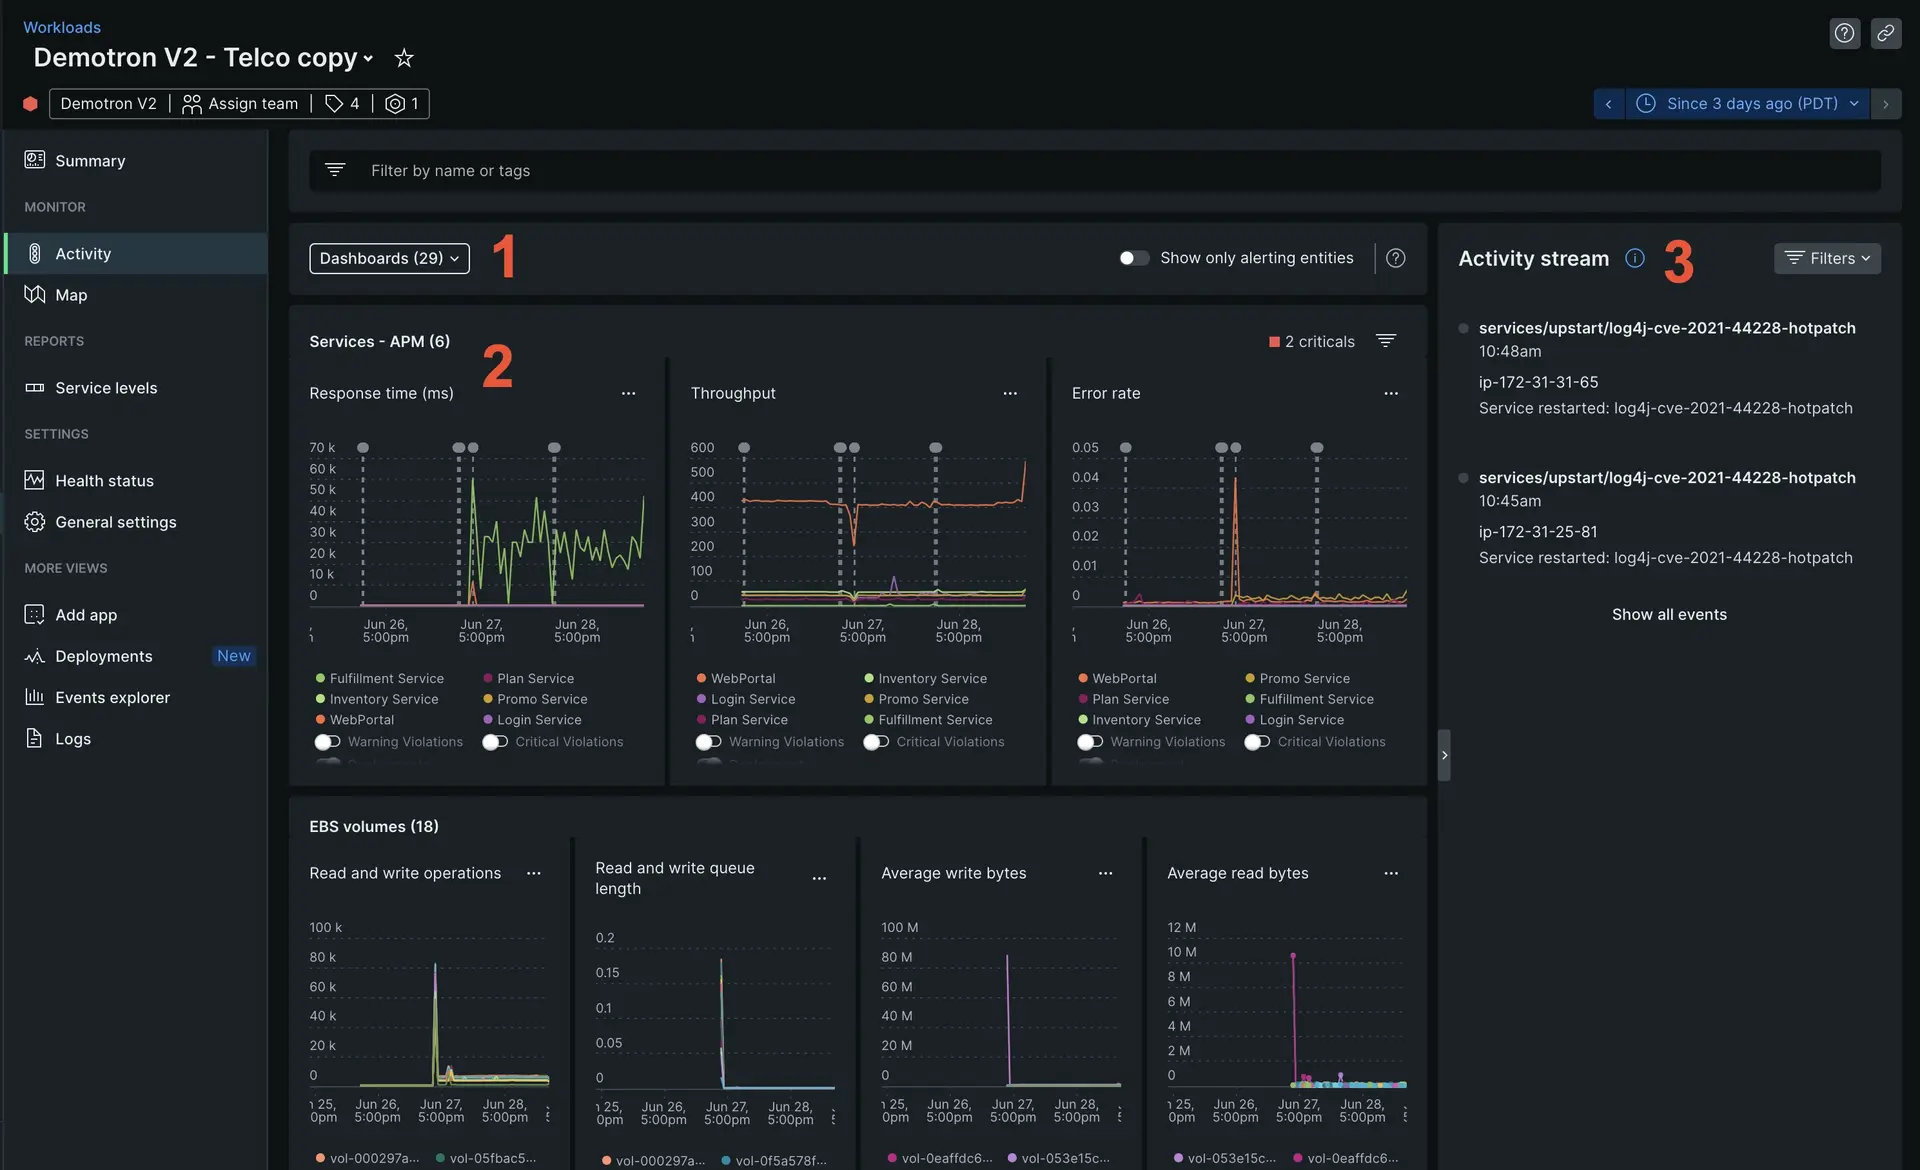 Workloads
Demotron V2 - Telco copy
Demotron V2
Assign team
4
1
Since 3 days ago (PDT)
Summary
MONITOR
Activity
Map
REPORTS
Service levels
SETTINGS
Health status
General settings
MORE VIEWS
Add app
Deployments New
Events explorer
Logs
Filter by name or tags
Dashboards (29)
1
Show only alerting entities
Services - APM (6)
2
2 criticals
Response time (ms)
...
70 k
60 k
50 k
40 k
30 k
20 k
10 k
0
Jun 26, 5:00pm
Jun 27, 5:00pm
Jun 28, 5:00pm
Fulfillment Service
Plan Service
Inventory Service
Promo Service
WebPortal
Login Service
Warning Violations
Critical Violations
Throughput
...
600
500
400
300
200
100
0
Jun 26, 5:00pm
Jun 27, 5:00pm
Jun 28, 5:00pm
WebPortal
Inventory Service
Login Service
Promo Service
Plan Service
Fulfillment Service
Warning Violations
Critical Violations
Error rate
...
0.05
0.04
0.03
0.02
0.01
0
Jun 26, 5:00pm
Jun 27, 5:00pm
Jun 28, 5:00pm
WebPortal
Promo Service
Plan Service
Fulfillment Service
Inventory Service
Login Service
Warning Violations
Critical Violations
EBS volumes (18)
Read and write operations
...
100 k
80 k
60 k
40 k
20 k
0
25, 0pm
Jun 26, 5:00pm
Jun 27, 5:00pm
Jun 28, 5:00pm
vol-000297a...
vol-05fbac5...
Read and write queue
length
...
0.2
0.15
0.1
0.05
0
25, 0pm
Jun 26, 5:00pm
Jun 27, 5:00pm
Jun 28, 5:00pm
vol-000297a...
vol-0f5a578f...
Average write bytes
...
100 M
80 M
60 M
40 M
20 M
0
25, 0pm
Jun 26, 5:00pm
Jun 27, 5:00pm
Jun 28, 5:00pm
vol-0eaffdc6...
vol-053e15c...
Average read bytes
...
12 M
10 M
8 M
6 M
4 M
2 M
0
25, 0pm
Jun 26, 5:00pm
Jun 27, 5:00pm
Jun 28, 5:00pm
vol-053e15c...
vol-0eaffdc6...
Activity stream
3
Filters
services/upstart/log4j-cve-2021-44228-hotpatch
10:48am
ip-172-31-31-65
Service restarted: log4j-cve-2021-44228-hotpatch
services/upstart/log4j-cve-2021-44228-hotpatch
10:45am
ip-172-31-25-81
Service restarted: log4j-cve-2021-44228-hotpatch
Show all events